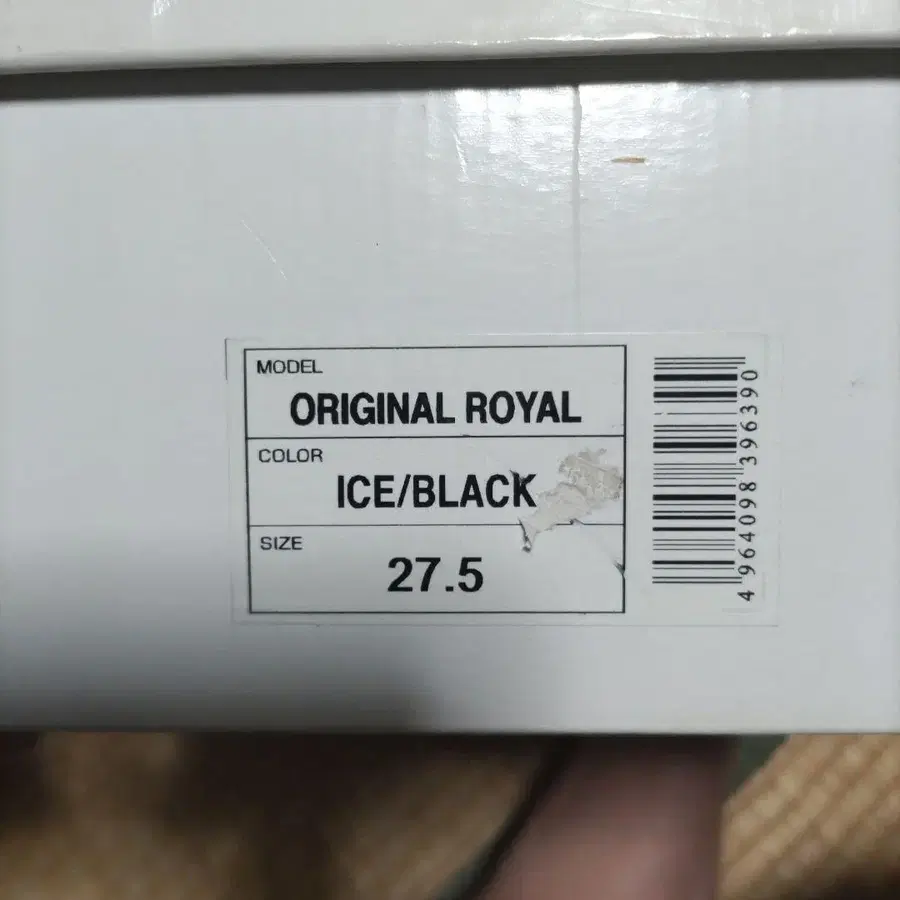 MODEL
ORIGINAL ROYAL
COLOR
ICE/BLACK
SIZE
27.5
4 964098 396390